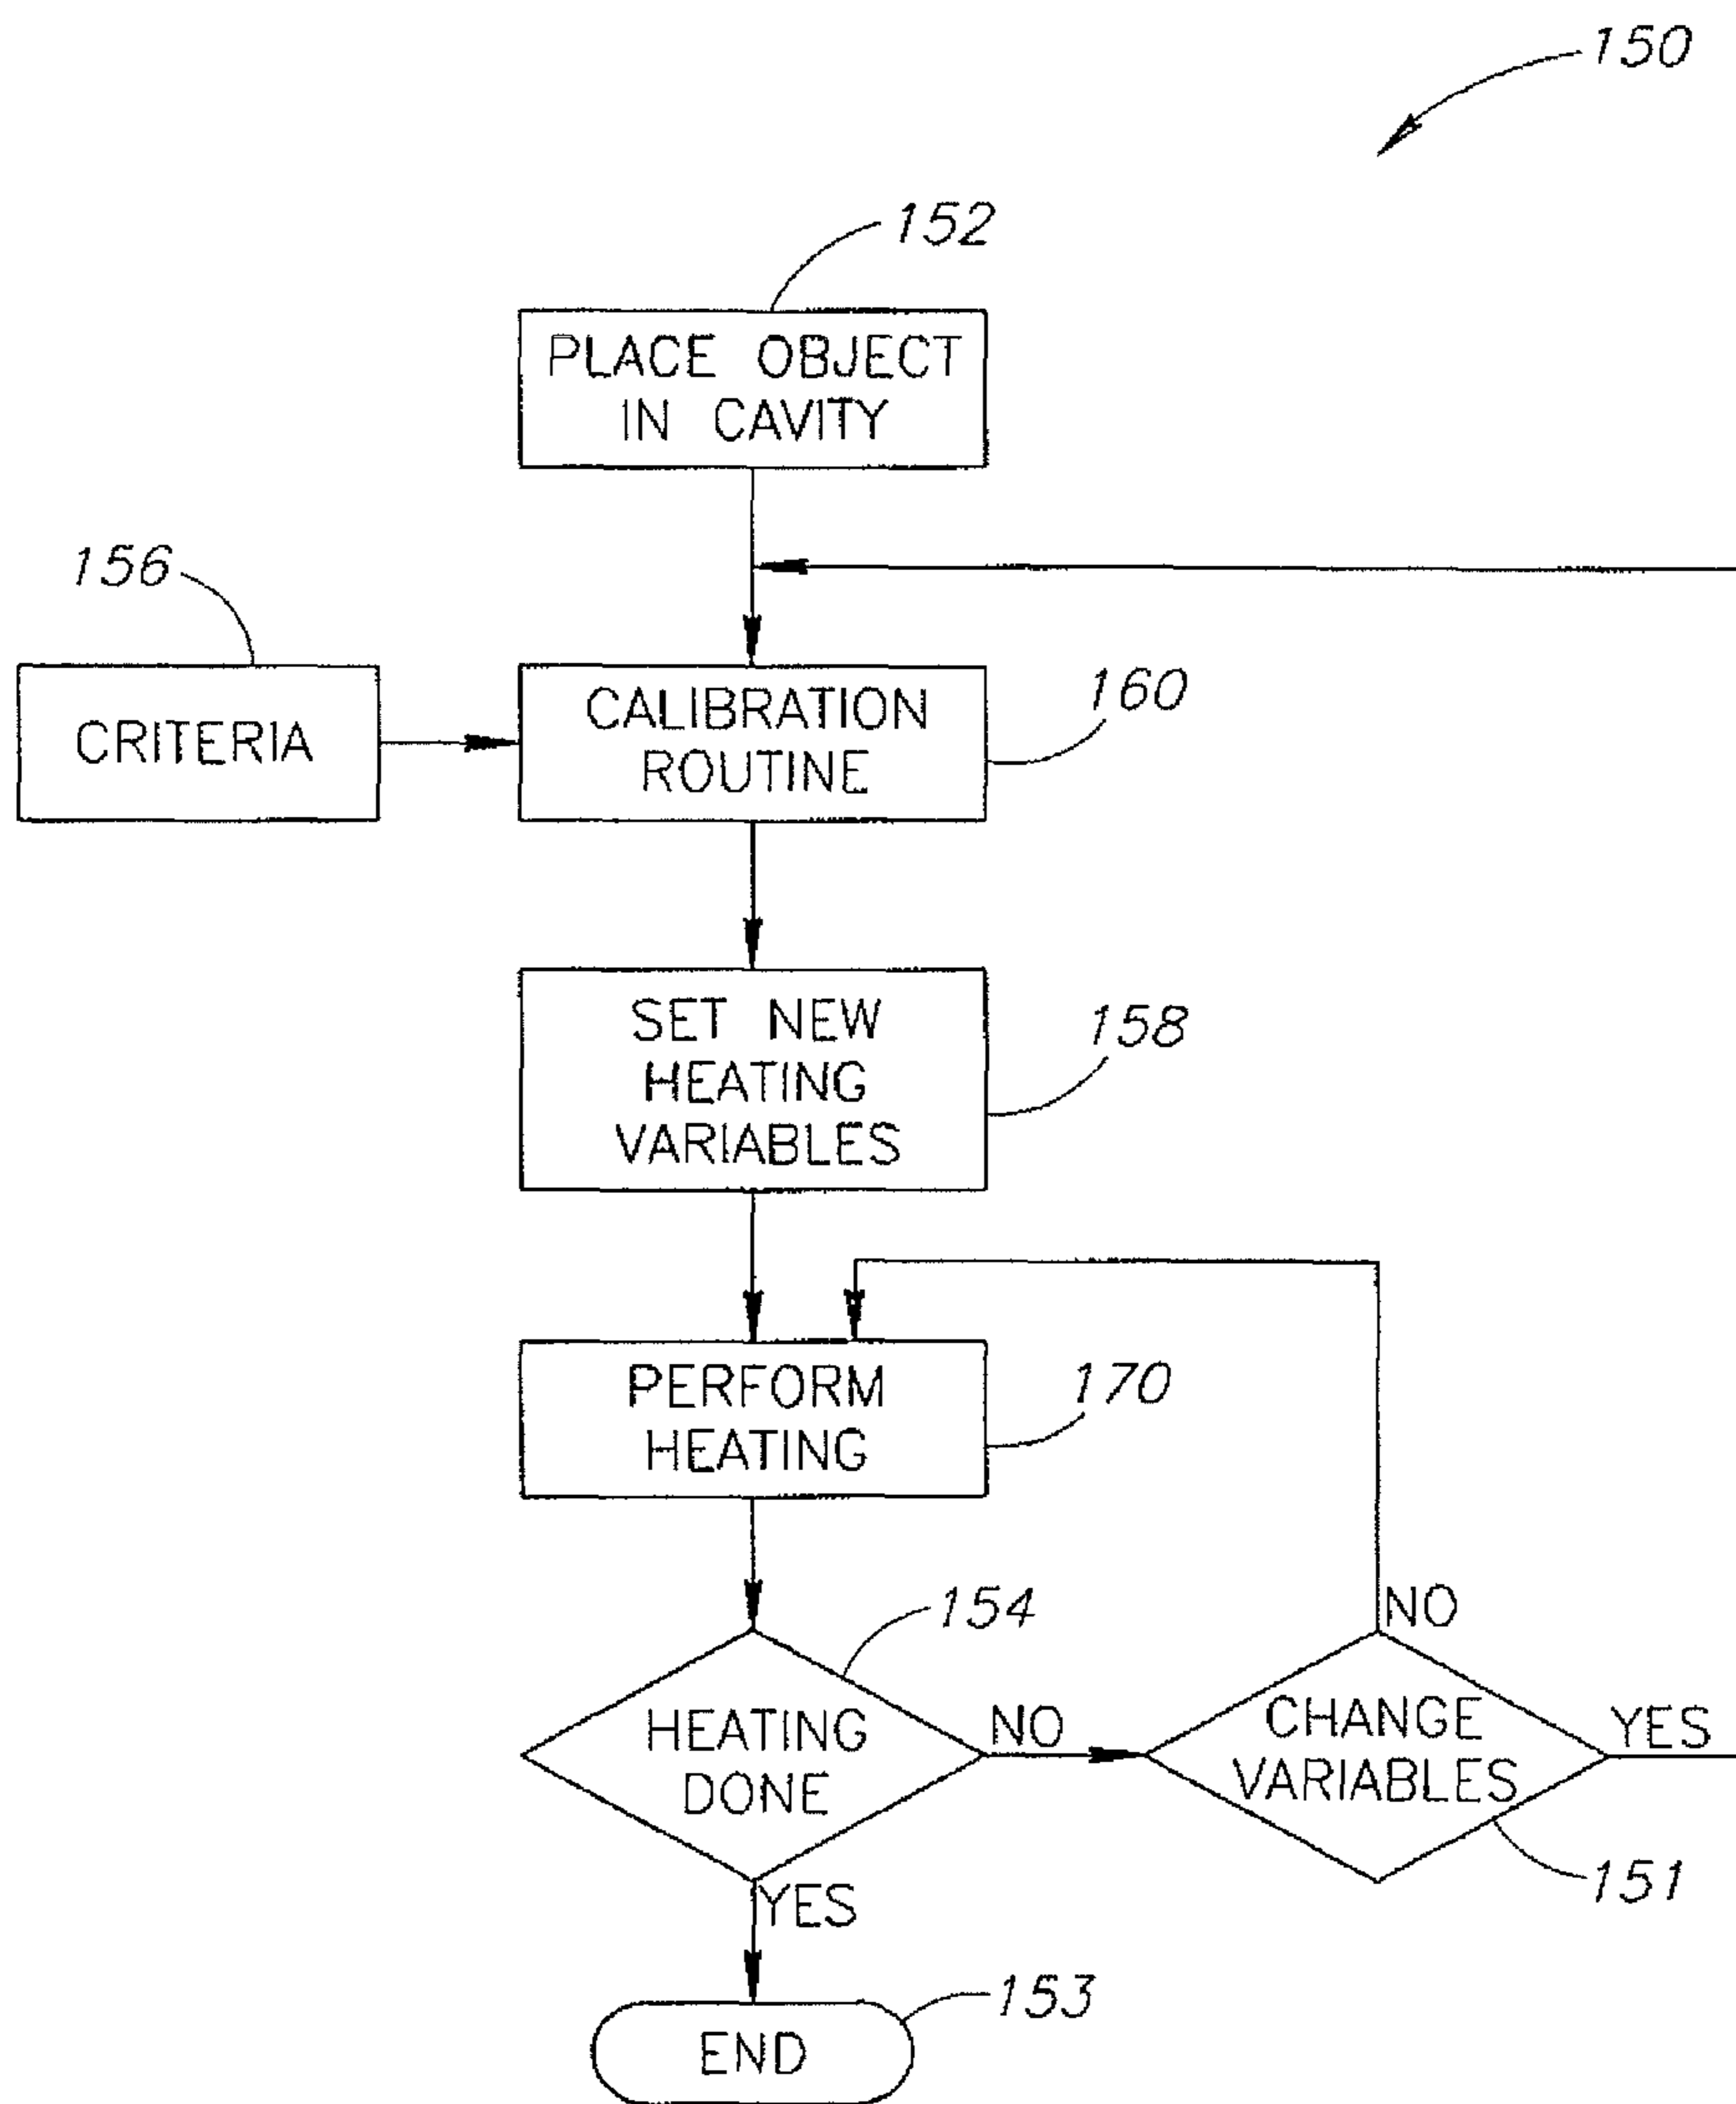 150
152
PLACE OBJECT
IN CAVITY
156
CRITERIA
CALIBRATION
ROUTINE
160
SET NEW
HEATING
VARIABLES
158
PERFORM
HEATING
170
154
HEATING
DONE
NO
CHANGE
VARIABLES
NO
YES
151
YES
END
153